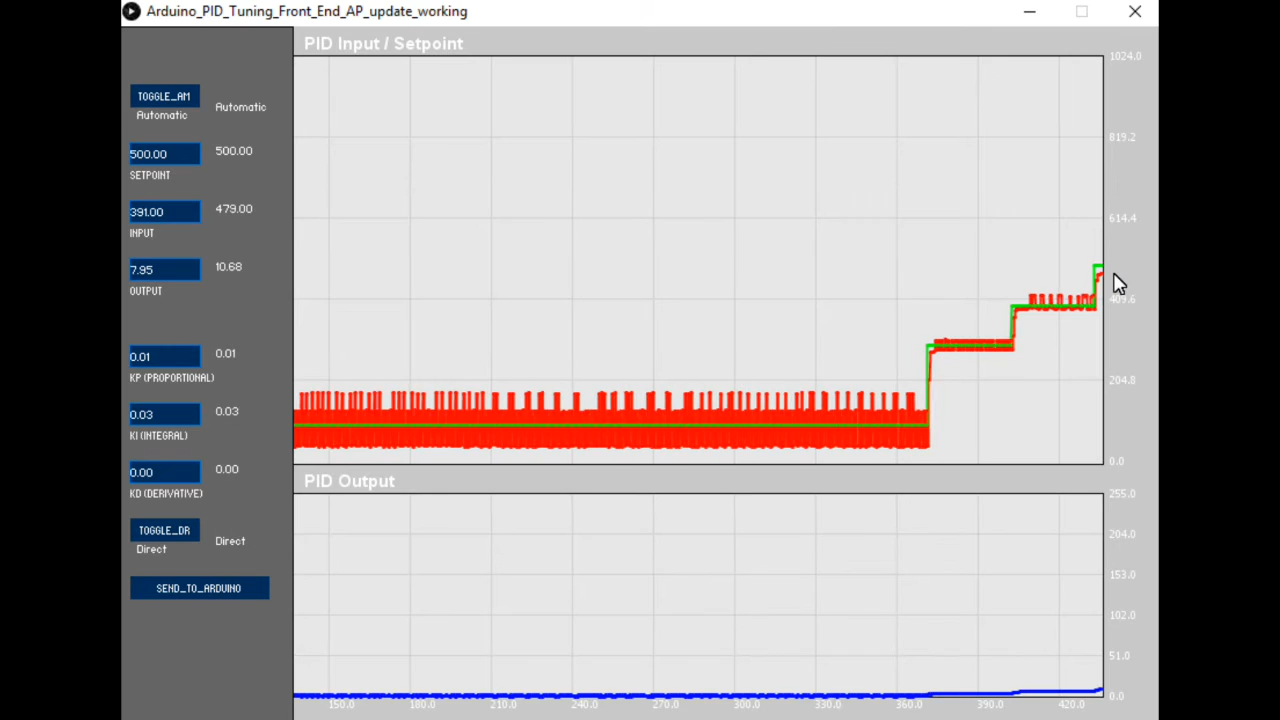 Arduino_PID_Tuning_Front_End_AP_update_working
PID Input / Setpoint
1024.0
819.2
614.4
409.6
204.8
0.0
TOGGLE_AM
Automatic
Automatic
500.00
500.00
SETPOINT
391.00
479.00
INPUT
7.95
10.68
OUTPUT
0.01
0.01
KP (PROPORTIONAL)
0.03
0.03
KI (INTEGRAL)
0.00
0.00
KD (DERIVATIVE)
TOGGLE_DR
Direct
Direct
SEND_TO_ARDUINO
PID Output
255.0
204.0
153.0
102.0
51.0
0.0
150.0 180.0 210.0 240.0 270.0 300.0 330.0 360.0 390.0 420.0